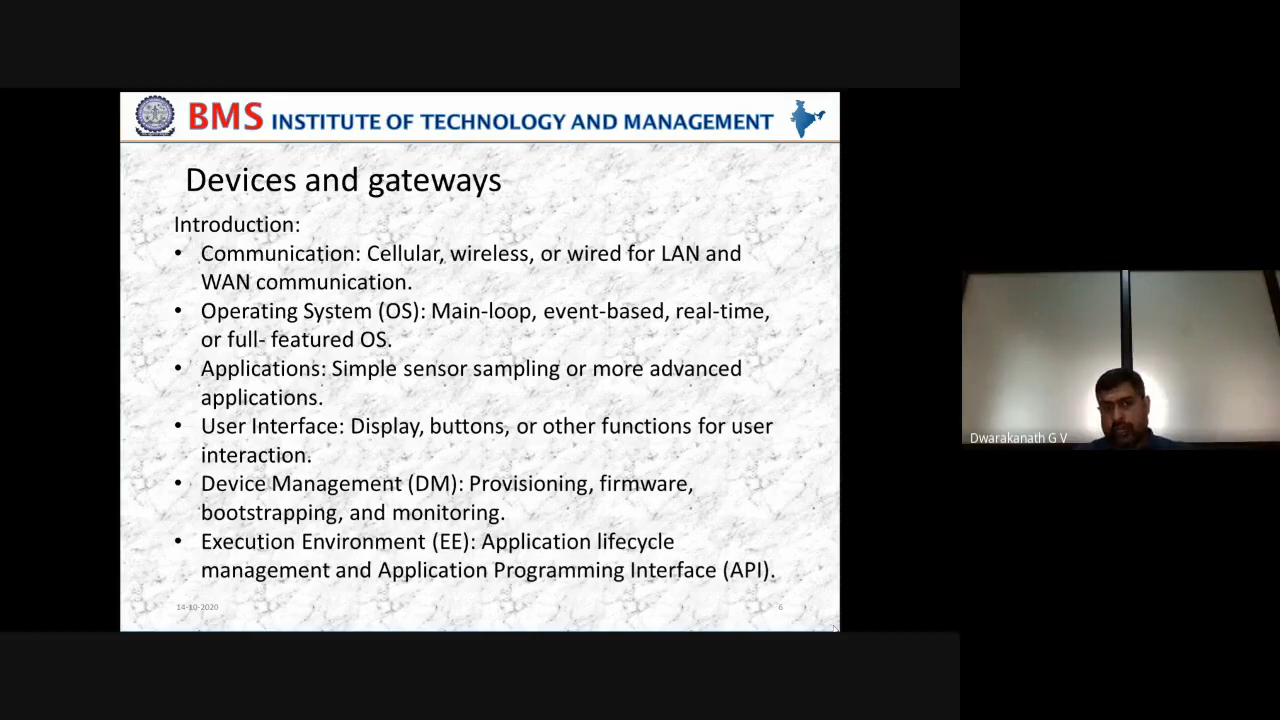 BMS INSTITUTE OF TECHNOLOGY AND MANAGEMENT
Devices and gateways
Introduction:
• Communication: Cellular, wireless, or wired for LAN and
WAN communication.
• Operating System (OS): Main-loop, event-based, real-time,
or full- featured OS.
• Applications: Simple sensor sampling or more advanced
applications.
• User Interface: Display, buttons, or other functions for user
interaction.
• Device Management (DM): Provisioning, firmware,
bootstrapping, and monitoring.
• Execution Environment (EE): Application lifecycle
management and Application Programming Interface (API).
14-10-2020
6
Dwarakanath G V